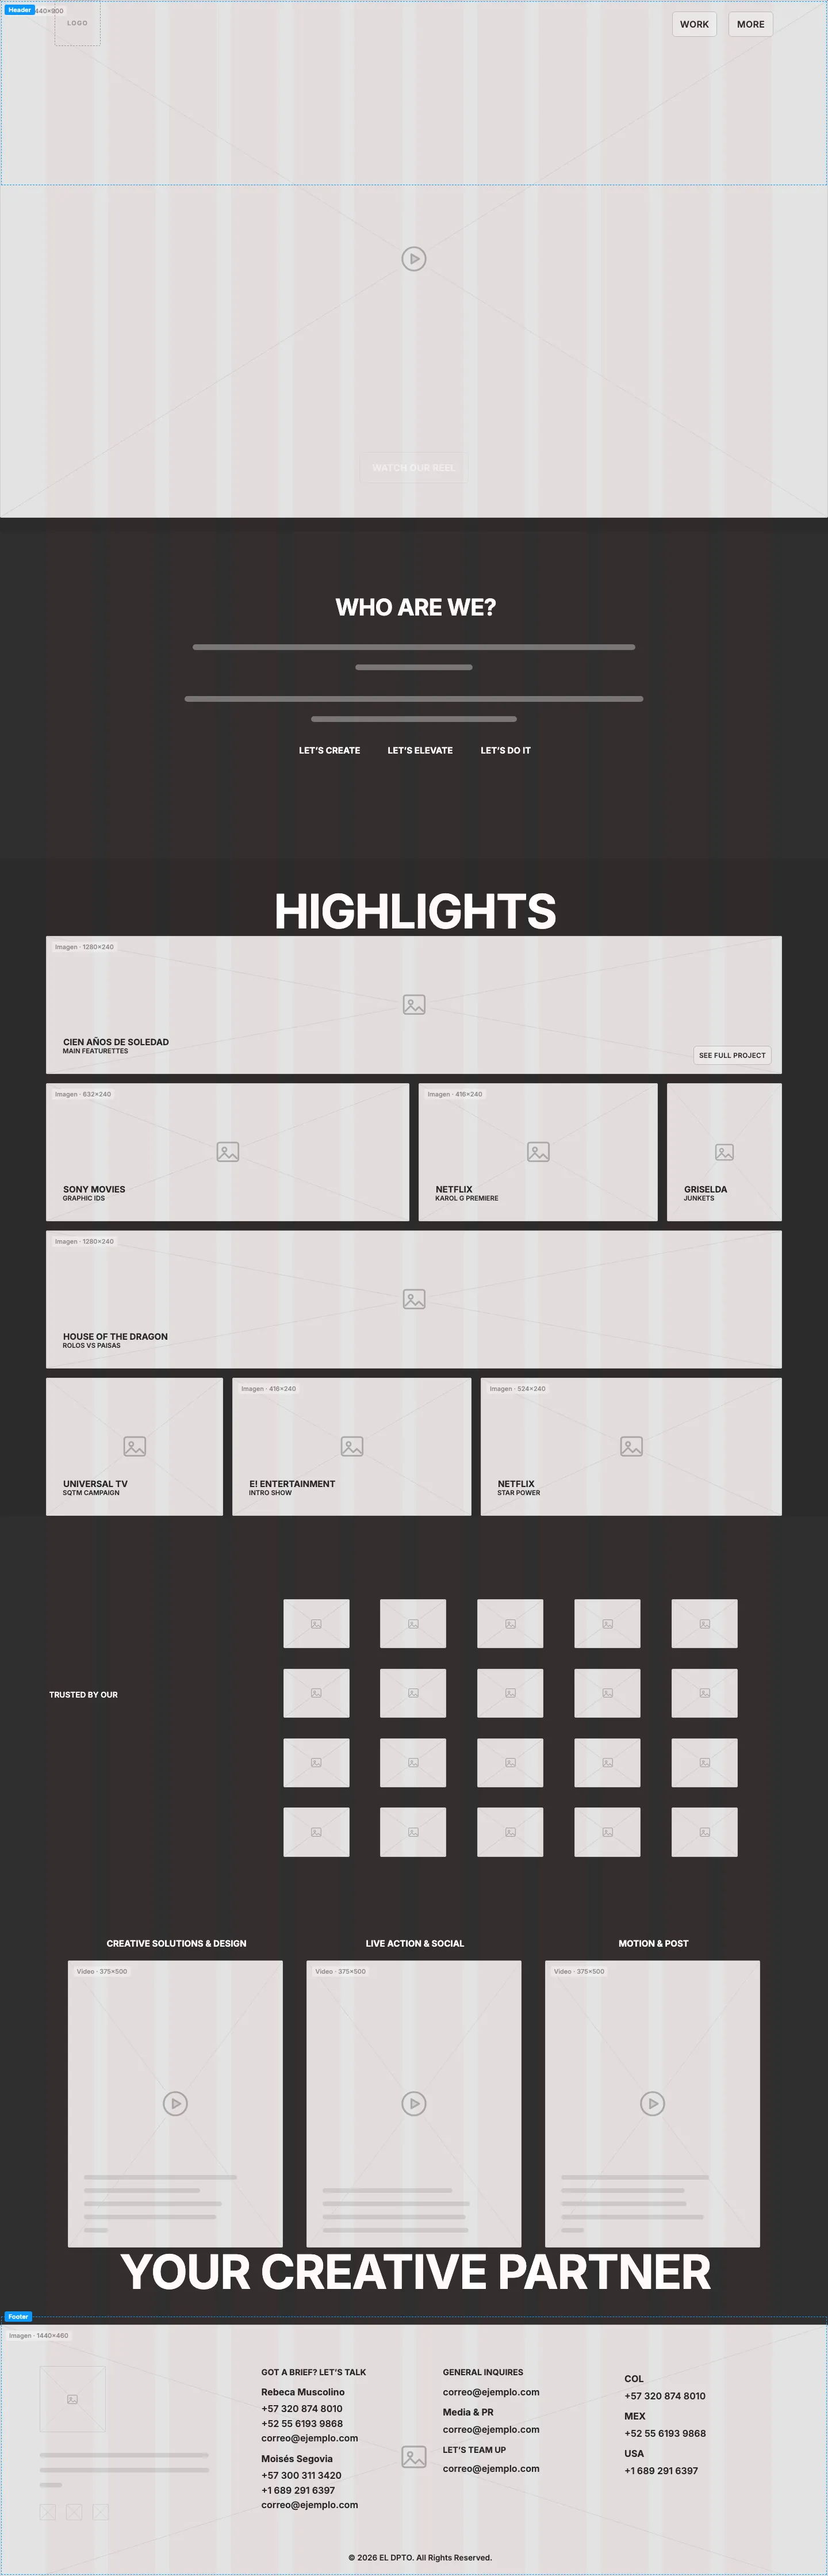 Header
440×900
LOGO
WORK
MORE
WATCH OUR REEL
WHO ARE WE?
LET’S CREATE
LET’S ELEVATE
LET’S DO IT
HIGHLIGHTS
Imagen · 1280×240
CIEN AÑOS DE SOLEDAD
MAIN FEATURETTES
SEE FULL PROJECT
Imagen · 632×240
SONY MOVIES
GRAPHIC IDS
Imagen · 416×240
NETFLIX
KAROL G PREMIERE
GRISELDA
JUNKETS
Imagen · 1280×240
HOUSE OF THE DRAGON
ROLOS VS PAISAS
UNIVERSAL TV
SQTM CAMPAIGN
Imagen · 416×240
E! ENTERTAINMENT
INTRO SHOW
Imagen · 524×240
NETFLIX
STAR POWER
TRUSTED BY OUR
CREATIVE SOLUTIONS & DESIGN
Video · 375×500
LIVE ACTION & SOCIAL
Video · 375×500
MOTION & POST
Video · 375×500
YOUR CREATIVE PARTNER
Footer
Imagen · 1440×460
GOT A BRIEF? LET’S TALK
Rebeca Muscolino
+57 320 874 8010
+52 55 6193 9868
correo@ejemplo.com
Moisés Segovia
+57 300 311 3420
+1 689 291 6397
correo@ejemplo.com
GENERAL INQUIRES
correo@ejemplo.com
Media & PR
correo@ejemplo.com
LET’S TEAM UP
correo@ejemplo.com
COL
+57 320 874 8010
MEX
+52 55 6193 9868
USA
+1 689 291 6397
© 2026 EL DPTO. All Rights Reserved.